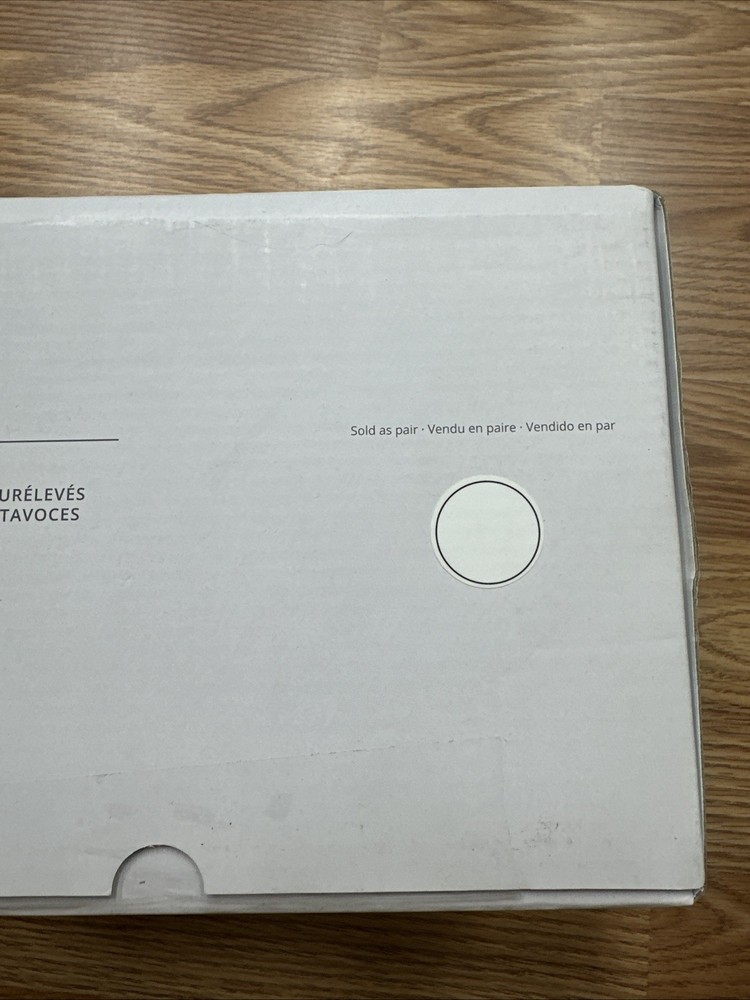 Sold as pair · Vendu en paire · Vendido en par
URÉLEVÉS
TAVOCES